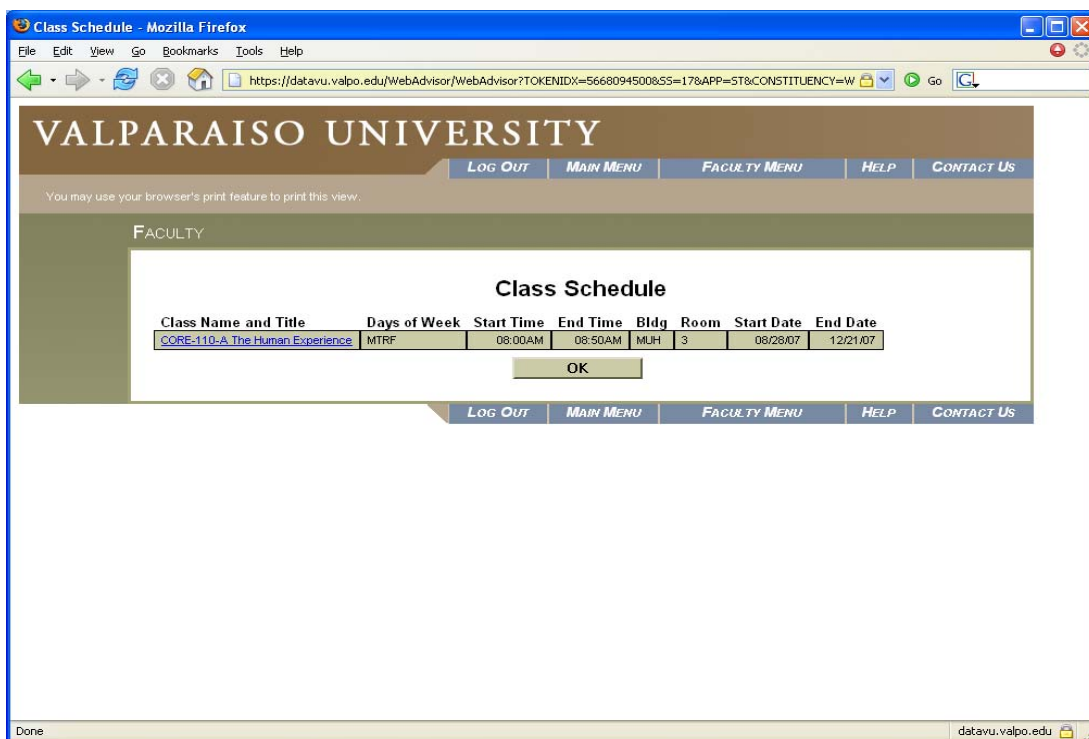 Class Schedule - Mozilla Firefox
File Edit View Go Bookmarks Tools Help
https://datavu.valpo.edu/WebAdvisor/WebAdvisor?TOKENIDX=5668094500&SS=17&APP=ST&CONSTITUENCY=W Go G
VALPARAISO UNIVERSITY
LOG OUT MAIN MENU FACULTY MENU HELP CONTACT US
You may use your browser's print feature to print this view.
FACULTY
Class Schedule
Class Name and Title Days of Week Start Time End Time Bldg Room Start Date End Date
CORE-110-A The Human Experience MTRF 08:00AM 08:50AM MUH 3 08/28/07 12/21/07
OK
LOG OUT MAIN MENU FACULTY MENU HELP CONTACT US
Done datavu.valpo.edu